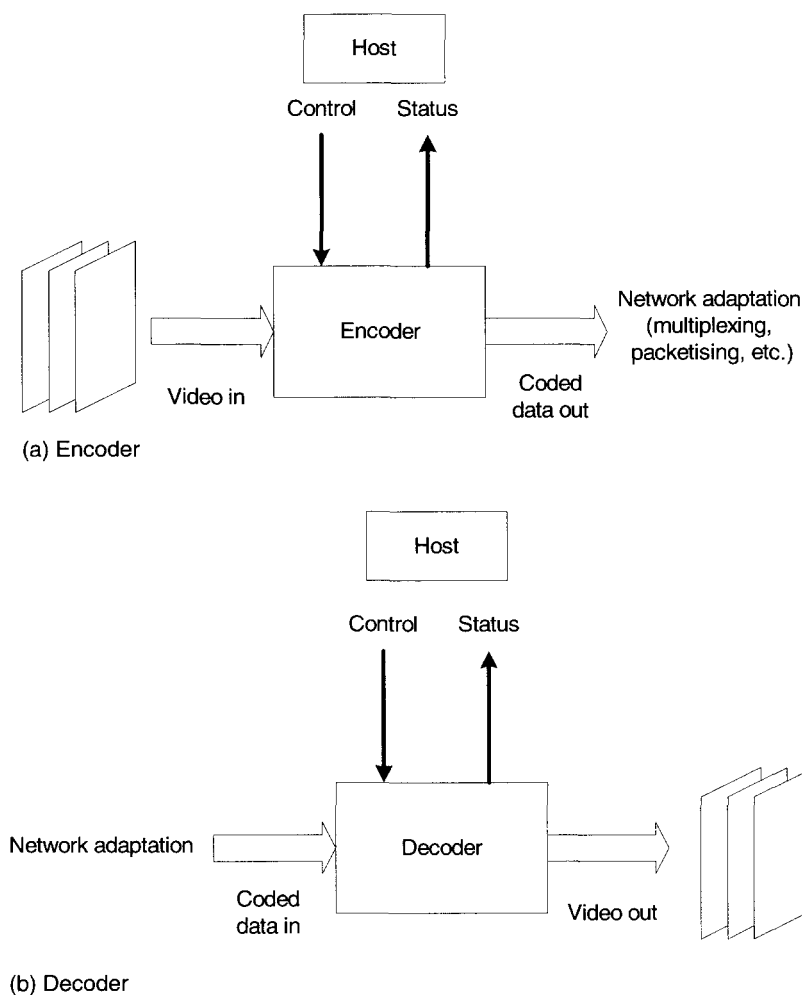 Host
Control
Status
Encoder
Network adaptation
(multiplexing,
packetising, etc.)
Video in
Coded
data out
(a) Encoder
Host
Control
Status
Network adaptation
Decoder
Coded
data in
Video out
(b) Decoder